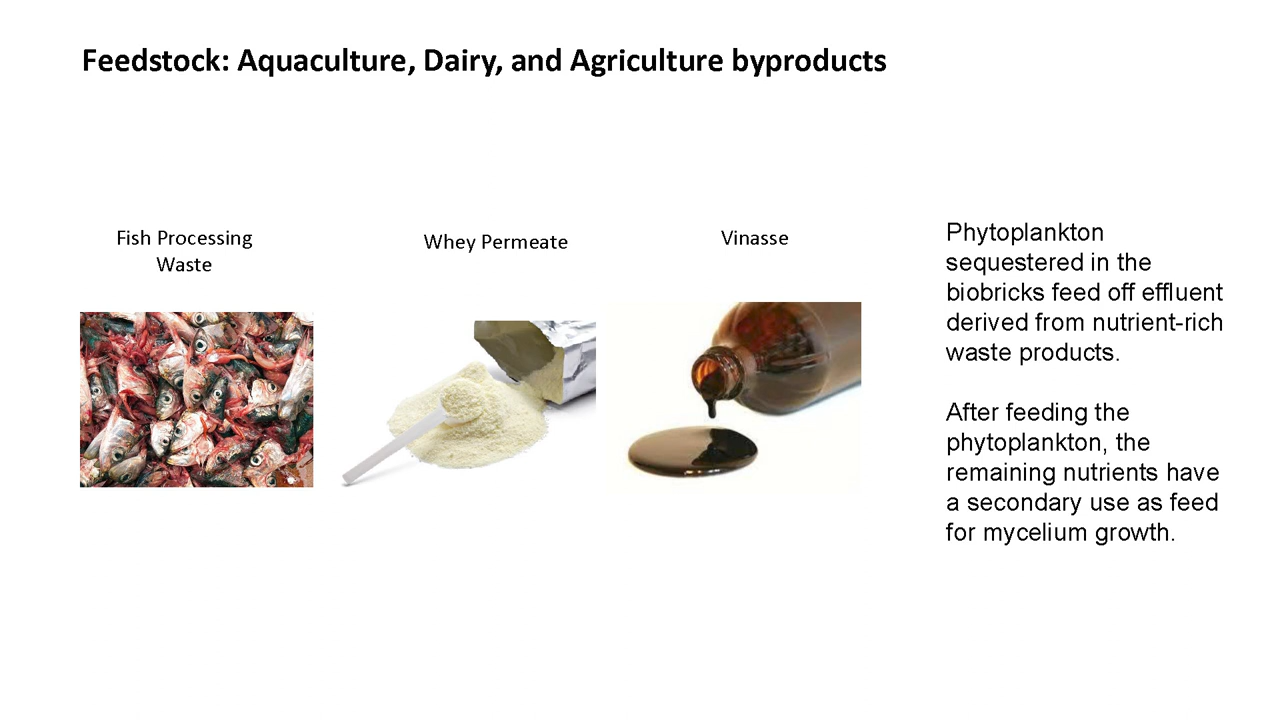 Feedstock: Aquaculture, Dairy, and Agriculture byproducts
Fish Processing
Waste
Whey Permeate
Vinasse
Phytoplankton
sequestered in the
biobricks feed off effluent
derived from nutrient-rich
waste products.
After feeding the
phytoplankton, the
remaining nutrients have
a secondary use as feed
for mycelium growth.